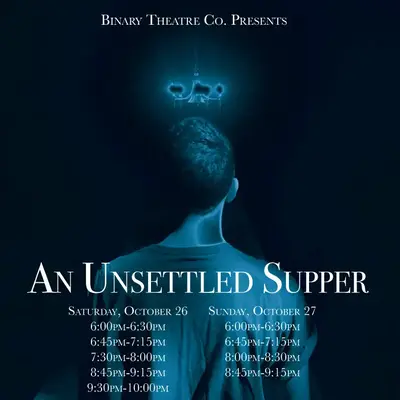 Binary Theatre Co. Presents
An Unsettled Supper
Saturday, October 26
6:00pm-6:30pm
6:45pm-7:15pm
7:30pm-8:00pm
8:45pm-9:15pm
9:30pm-10:00pm
Sunday, October 27
6:00pm-6:30pm
6:45pm-7:15pm
8:00pm-8:30pm
8:45pm-9:15pm